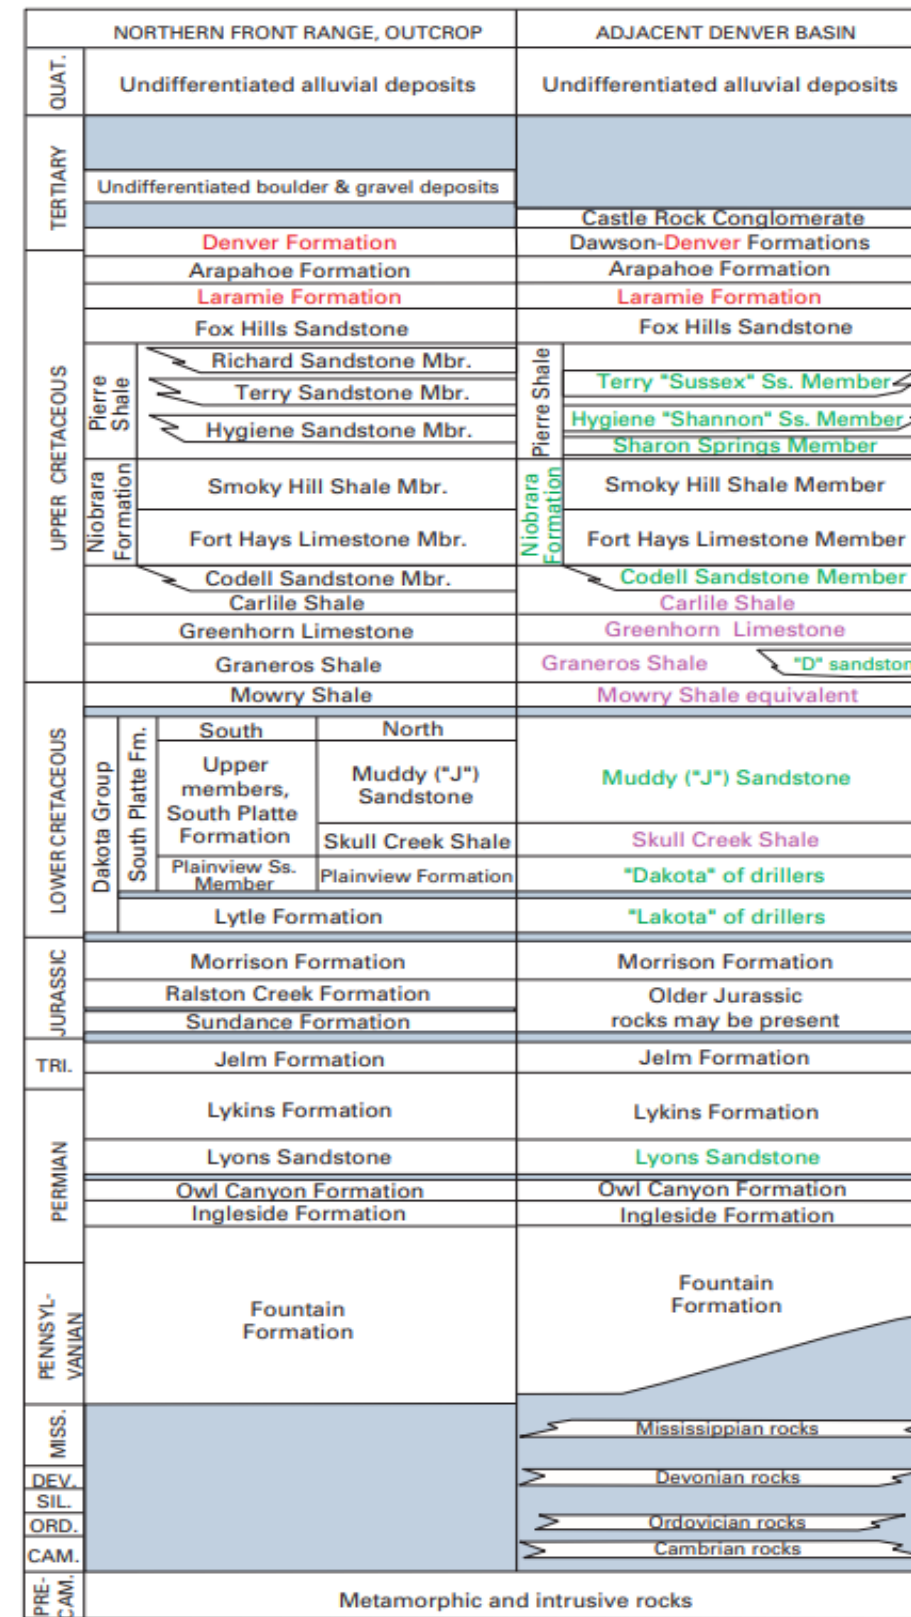 NORTHERN FRONT RANGE, OUTCROP
ADJACENT DENVER BASIN
QUAT.
Undifferentiated alluvial deposits
Undifferentiated alluvial deposits
TERTIARY
Undifferentiated boulder & gravel deposits
Castle Rock Conglomerate
Denver Formation
Dawson-Denver Formations
UPPER CRETACEOUS
Arapahoe Formation
Arapahoe Formation
Laramie Formation
Laramie Formation
Fox Hills Sandstone
Fox Hills Sandstone
Pierre
Shale
Richard Sandstone Mbr.
Terry Sandstone Mbr.
Hygiene Sandstone Mbr.
Pierre Shale
Terry "Sussex" Ss. Member
Hygiene "Shannon" Ss. Member
Sharon Springs Member
Niobrara
Formation
Smoky Hill Shale Mbr.
Fort Hays Limestone Mbr.
Niobrara
Formation
Smoky Hill Shale Member
Fort Hays Limestone Member
Codell Sandstone Mbr.
Codell Sandstone Member
Carlile Shale
Carlile Shale
Greenhorn Limestone
Greenhorn Limestone
Graneros Shale
Graneros Shale
"D" sandston
LOWER CRETACEOUS
Mowry Shale
Mowry Shale equivalent
Dakota Group
South Platte Fm.
South
North
Upper
members,
South Platte
Formation
Muddy ("J")
Sandstone
Muddy ("J") Sandstone
Skull Creek Shale
Skull Creek Shale
Plainview Ss.
Member
Plainview Formation
"Dakota" of drillers
Lytle Formation
"Lakota" of drillers
JURASSIC
Morrison Formation
Morrison Formation
Ralston Creek Formation
Sundance Formation
Older Jurassic
rocks may be present
TRI.
Jelm Formation
Jelm Formation
PERMIAN
Lykins Formation
Lykins Formation
Lyons Sandstone
Lyons Sandstone
Owl Canyon Formation
Owl Canyon Formation
Ingleside Formation
Ingleside Formation
PENNSYL-
VANIAN
Fountain
Formation
Fountain
Formation
MISS.
Mississippian rocks
DEV.
Devonian rocks
SIL.
ORD.
Ordovician rocks
CAM.
Cambrian rocks
PRE-
CAM.
Metamorphic and intrusive rocks